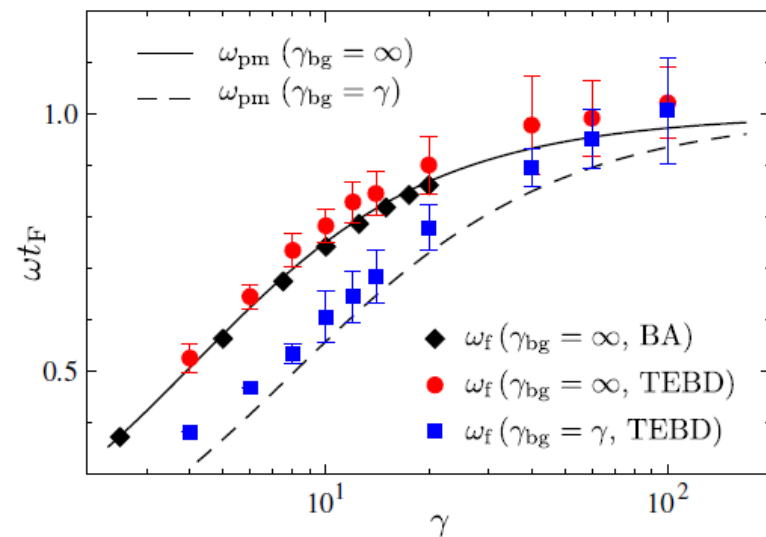 ω_pm (γ_bg = ∞)
ω_pm (γ_bg = γ)
1.0
0.5
ωt_F
ω_f (γ_bg = ∞, BA)
ω_f (γ_bg = ∞, TEBD)
ω_f (γ_bg = γ, TEBD)
10^1
10^2
γ